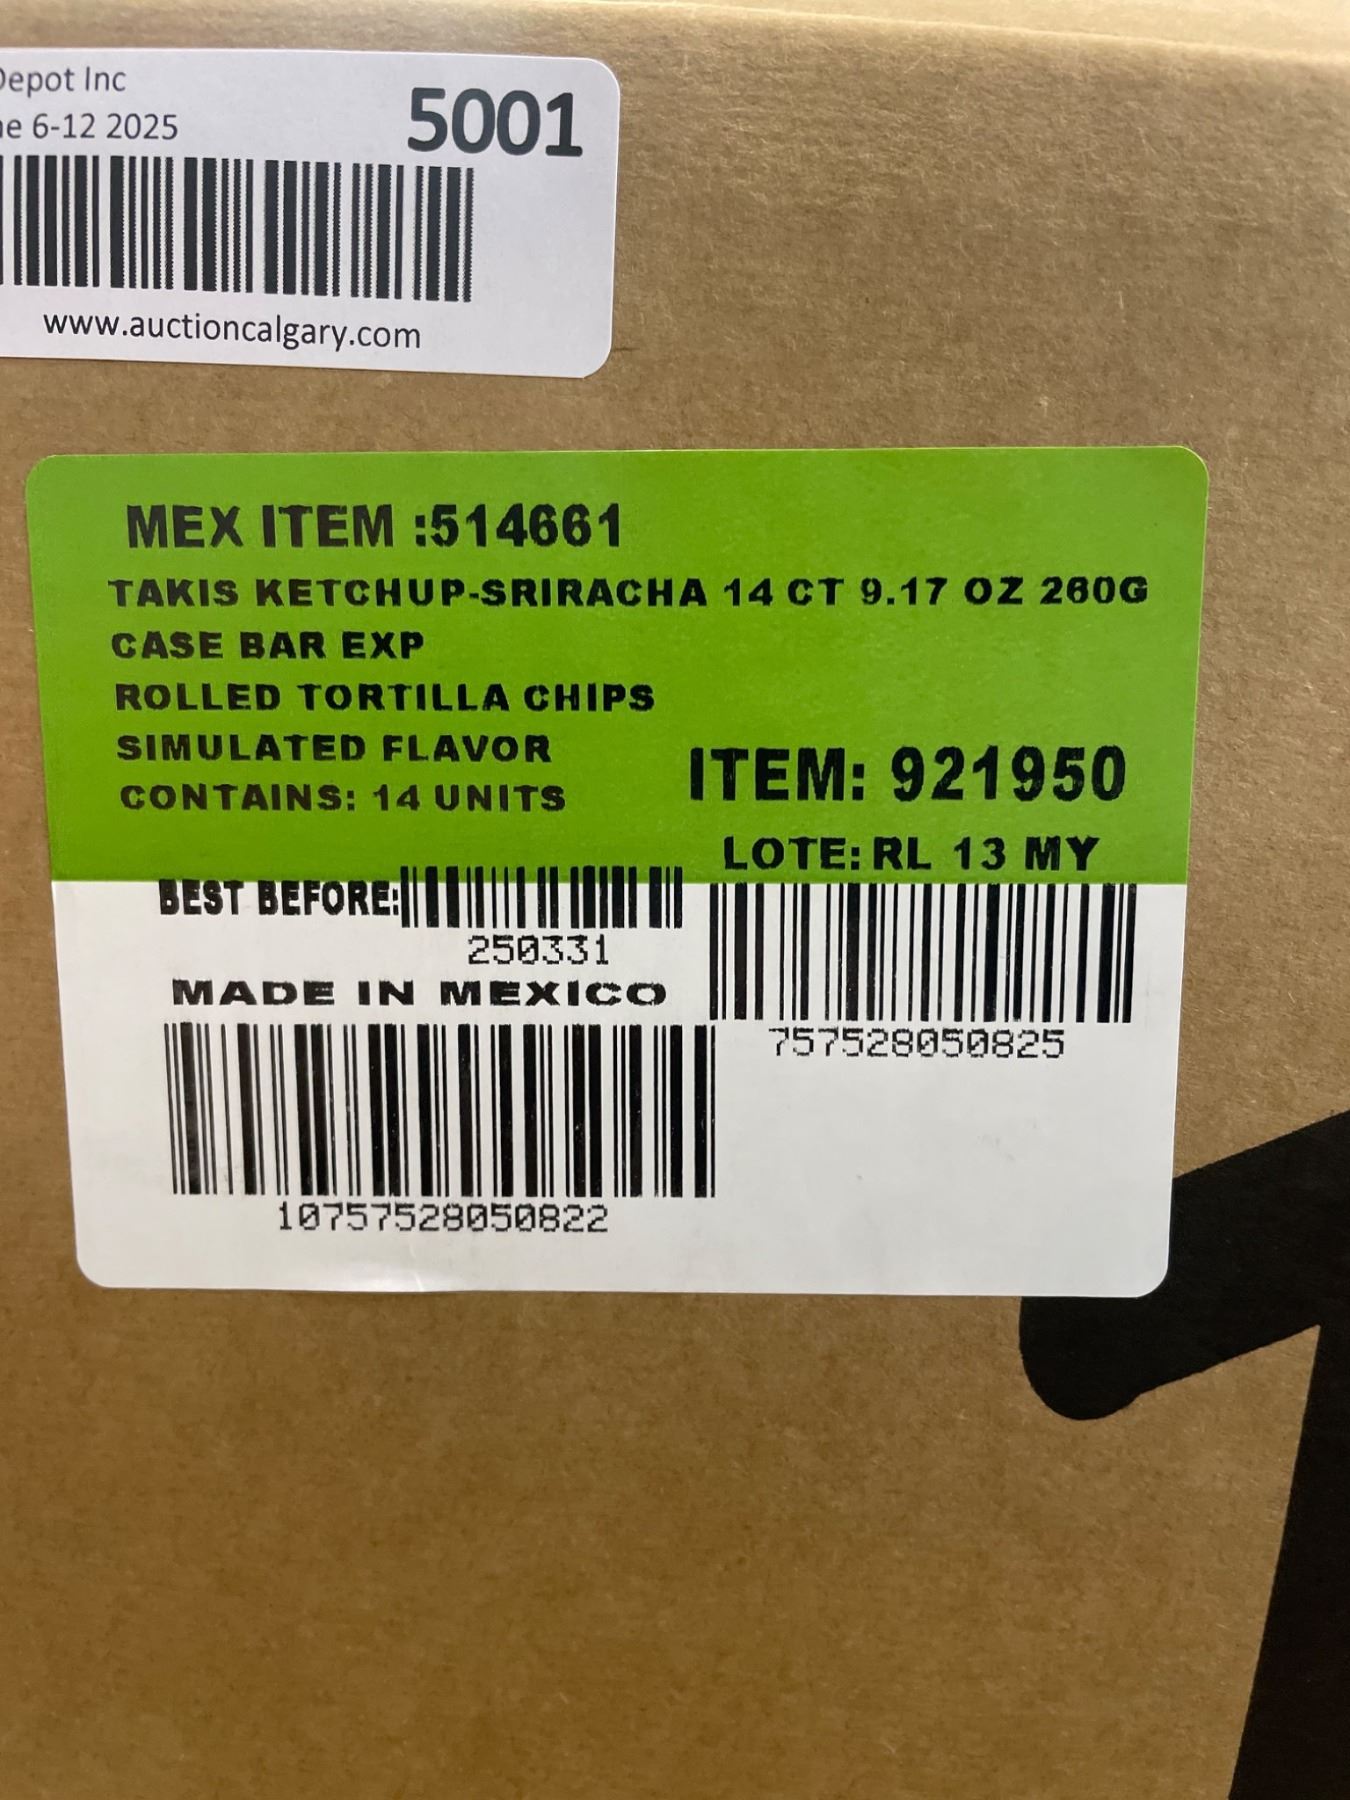 Depot Inc
5001
ne 6-12 2025
www.auctioncalgary.com
MEX ITEM :514661
TAKIS KETCHUP-SRIRACHA 14 CT 9.17 OZ 260G
CASE BAR EXP
ROLLED TORTILLA CHIPS
SIMULATED FLAVOR
CONTAINS: 14 UNITS
ITEM: 921950
LOTE: RL 13 MY
BEST BEFORE:
250331
MADE IN MEXICO
757528050825
10757528050822